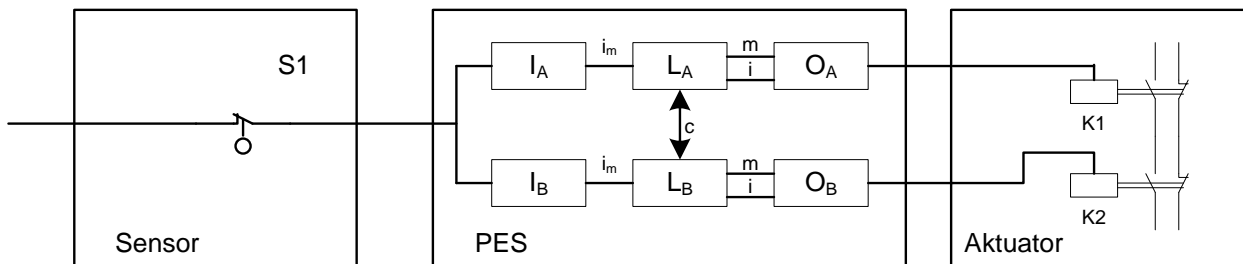 S1
I_A
i_m
L_A
m
i
O_A
K1
c
I_B
i_m
L_B
m
i
O_B
K2
Sensor
PES
Aktuator